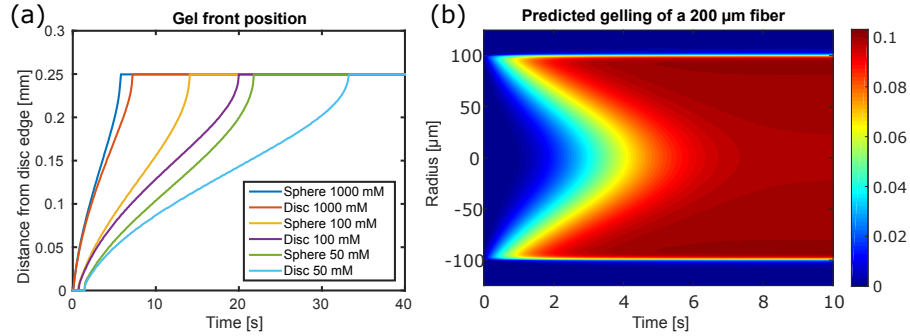 (a)
Gel front position
Distance from disc edge [mm]
0.3
0.25
0.2
0.15
0.1
0.05
0
Sphere 1000 mM
Disc 1000 mM
Sphere 100 mM
Disc 100 mM
Sphere 50 mM
Disc 50 mM
0 10 20 30 40
Time [s]
(b)
Predicted gelling of a 200 µm fiber
Radius [µm]
100
50
0
-50
-100
0 2 4 6 8 10
Time [s]
0.1
0.08
0.06
0.04
0.02
0